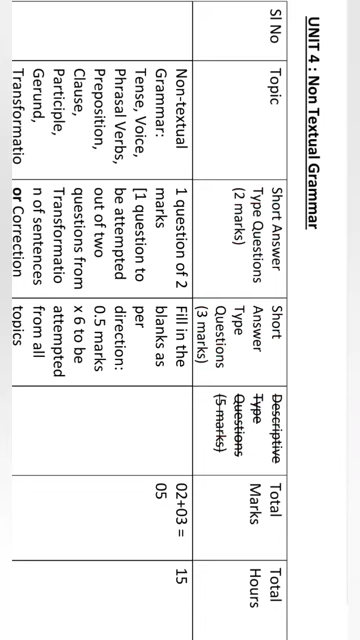 UNIT 4 : Non Textual Grammar
Sl No
Topic
Short Answer
Type Questions
(2 marks)
Short
Answer
Type
Questions
(3 marks)
Descriptive
Type
Questions
(5 marks)
Total
Marks
Total
Hours
Non-textual
Grammar:
Tense, Voice,
Phrasal Verbs,
Preposition,
Clause,
Participle,
Gerund,
Transformatio
1 question of 2
marks
[1 question to
be attempted
out of two
questions from
Transformatio
n of sentences
or Correction
Fill in the
blanks as
per
direction:
0.5 marks
x 6 to be
attempted
from all
topics
02+03 =
05
15